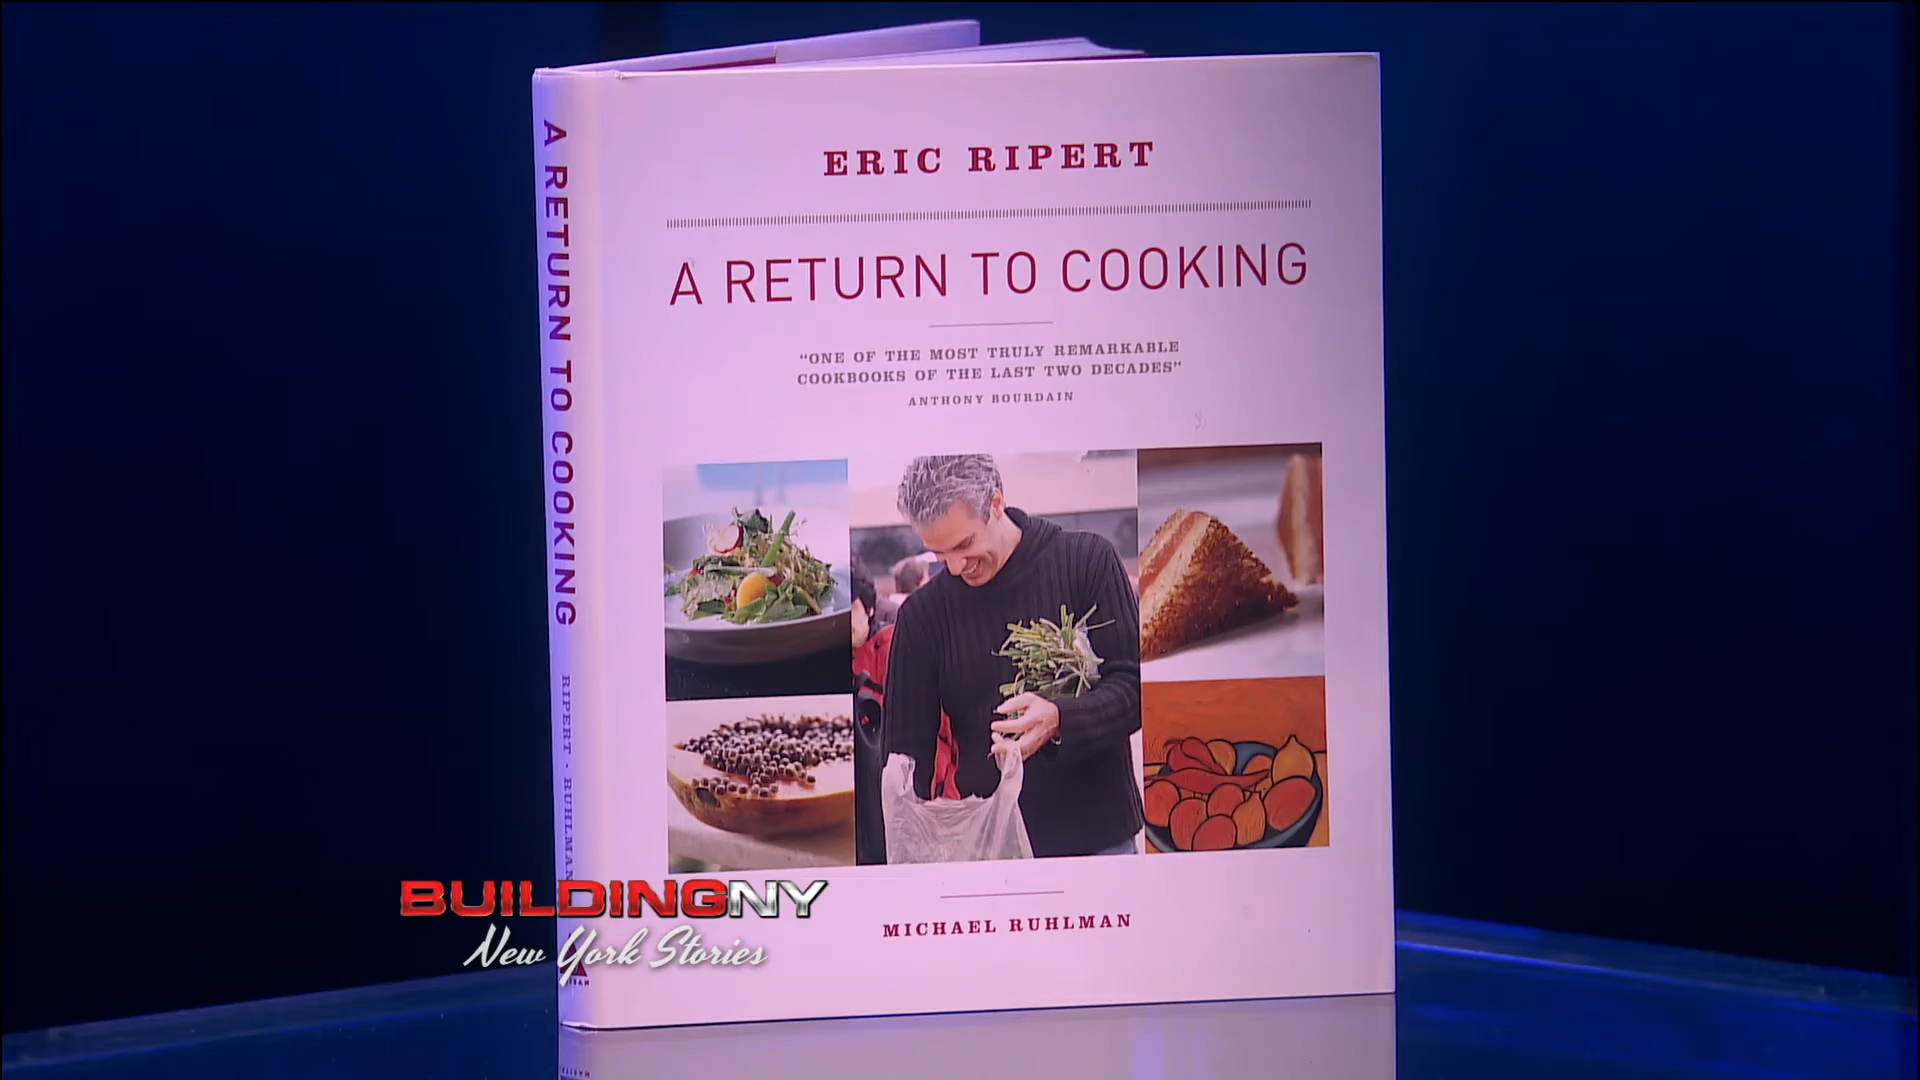 ERIC RIPERT
A RETURN TO COOKING
“ONE OF THE MOST TRULY REMARKABLE
COOKBOOKS OF THE LAST TWO DECADES”
ANTHONY BOURDAIN
MICHAEL RUHLMAN
A RETURN TO COOKING
RIPERT · RUHLMAN
BUILDINGNY
New York Stories